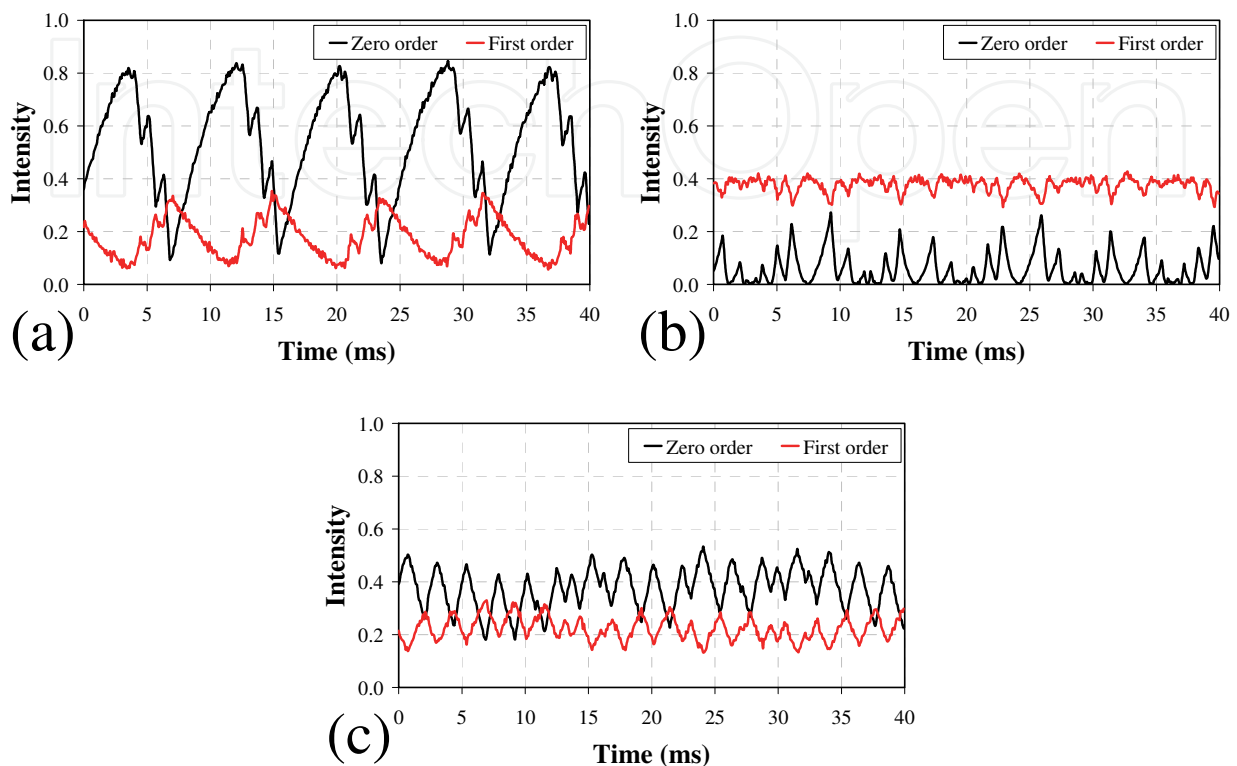 1.0
0.8
0.6
0.4
0.2
0.0
Intensity
Zero order
First order
0 5 10 15 20 25 30 35 40
Time (ms)
(a)
1.0
0.8
0.6
0.4
0.2
0.0
Intensity
Zero order
First order
0 5 10 15 20 25 30 35 40
Time (ms)
(b)
1.0
0.8
0.6
0.4
0.2
0.0
Intensity
Zero order
First order
0 5 10 15 20 25 30 35 40
Time (ms)
(c)
IntechOpen